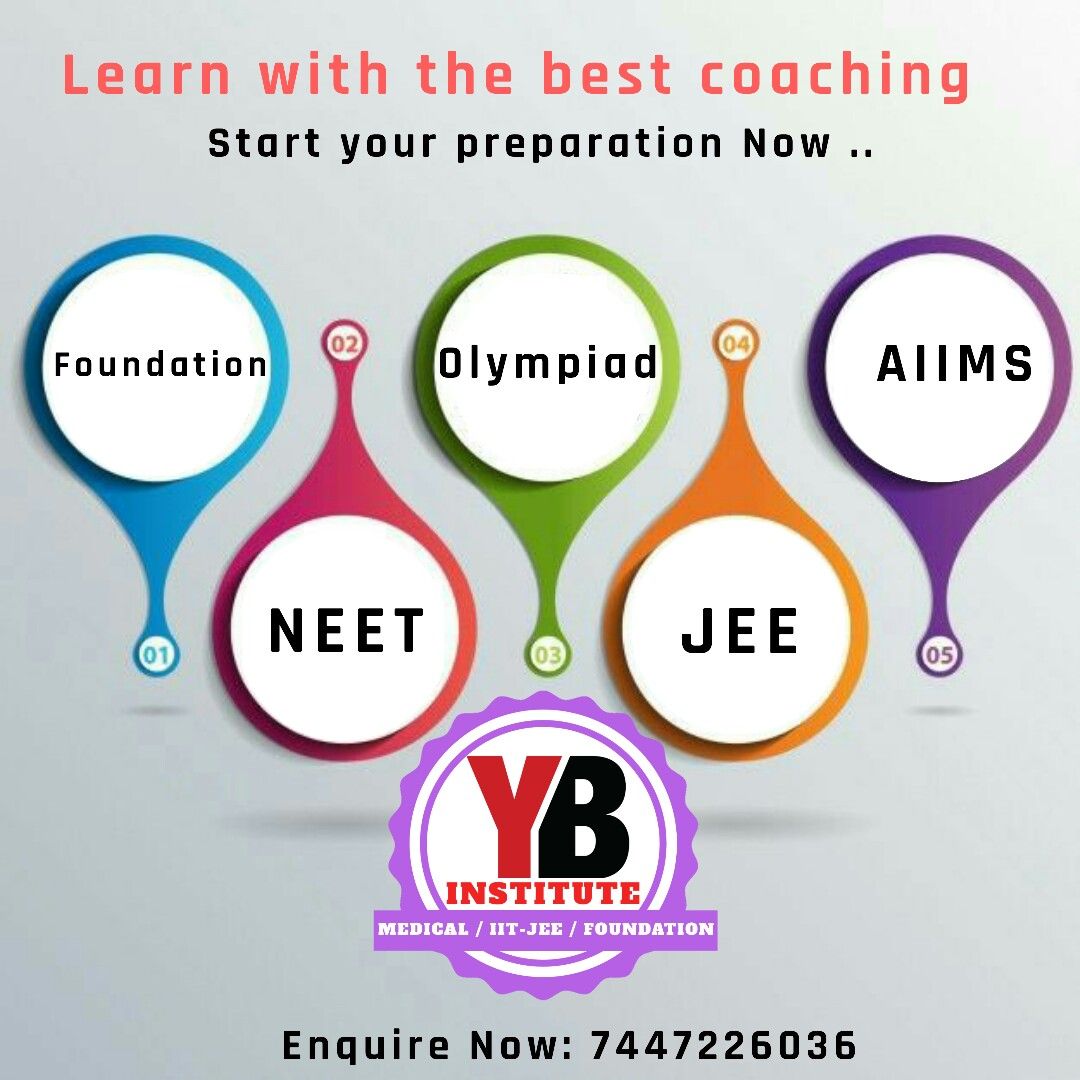 Learn with the best coaching
Start your preparation Now ..
Foundation
02
Olympiad
04
AIIMS
01
NEET
03
JEE
05
YB
INSTITUTE
MEDICAL / IIT-JEE / FOUNDATION
Enquire Now: 7447226036